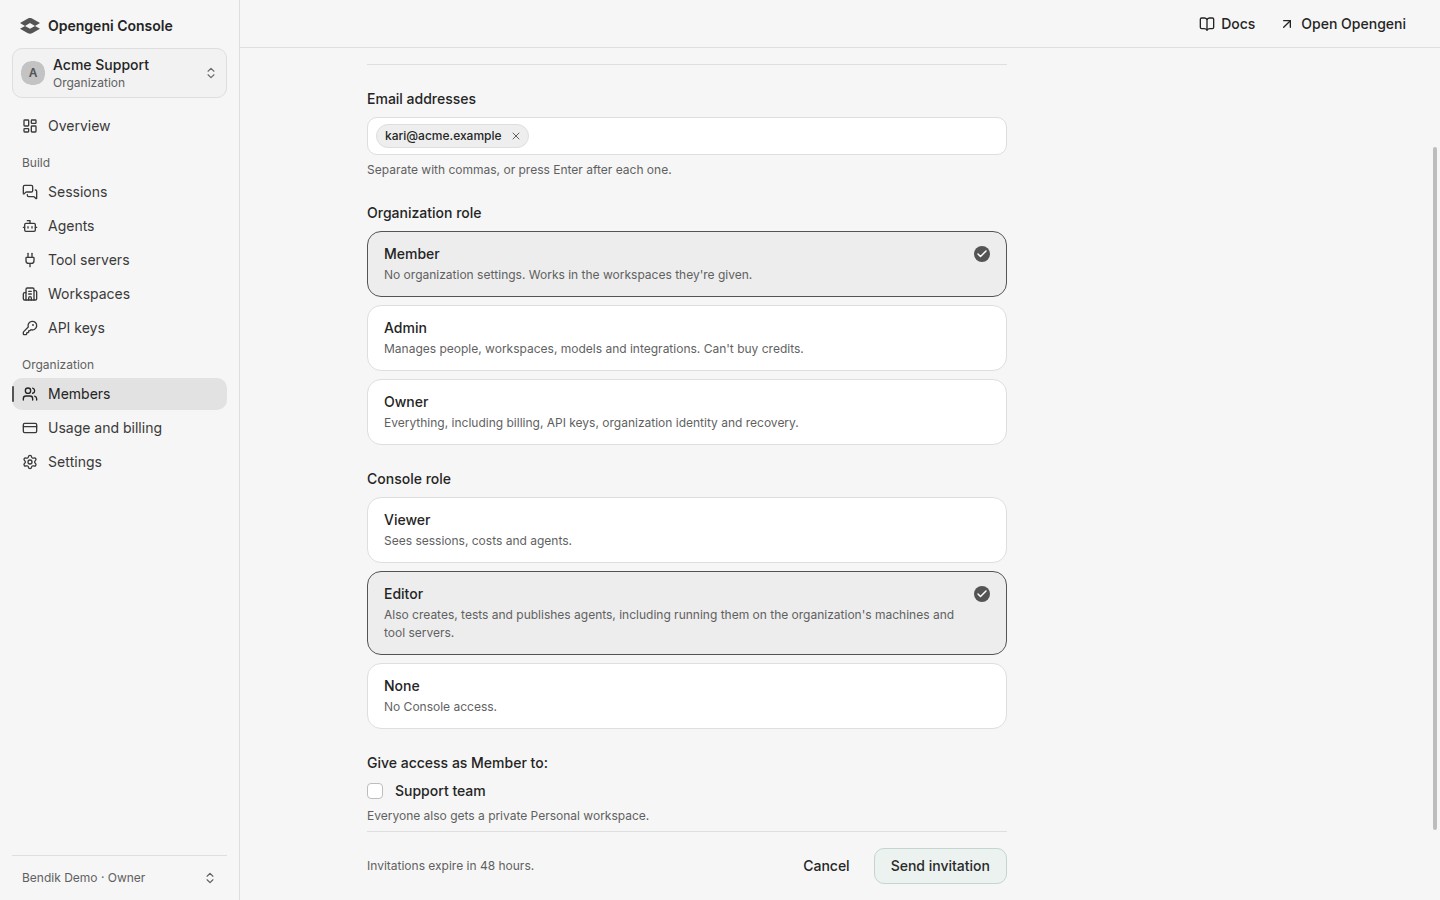 Opengeni Console
Docs
Open Opengeni
A
Acme Support
Organization
Overview
Build
Sessions
Agents
Tool servers
Workspaces
API keys
Organization
Members
Usage and billing
Settings
Bendik Demo · Owner
Email addresses
kari@acme.example
Separate with commas, or press Enter after each one.
Organization role
Member
No organization settings. Works in the workspaces they're given.
Admin
Manages people, workspaces, models and integrations. Can't buy credits.
Owner
Everything, including billing, API keys, organization identity and recovery.
Console role
Viewer
Sees sessions, costs and agents.
Editor
Also creates, tests and publishes agents, including running them on the organization's machines and
tool servers.
None
No Console access.
Give access as Member to:
Support team
Everyone also gets a private Personal workspace.
Invitations expire in 48 hours.
Cancel
Send invitation